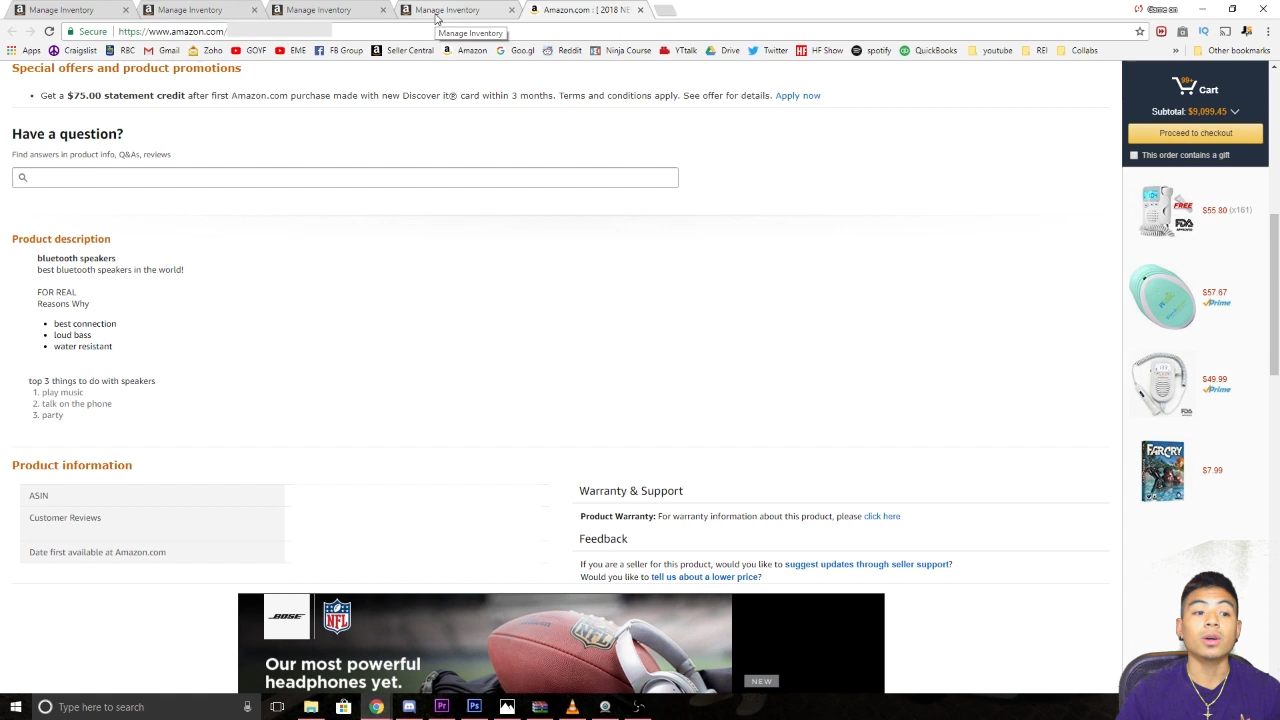 Manage Inventory
Manage Inventory
Manage Inventory
Manage Inventory
Amazon.com : [ 2018 NE
Game on
Secure
https://www.amazon.com/
Manage Inventory
Apps
Craigslist
RBC
Gmail
Zoho
GOYF
EME
FB Group
Seller Central
Amazon
Goo.gl
Reddit
Ninja Course
YTalk
Drive
Twitter
HF Show
spotify
QuickBooks
youtube
REI
Collabs
»
Other bookmarks
Special offers and product promotions
• Get a $75.00 statement credit after first Amazon.com purchase made with new Discover it® card within 3 months. Terms and conditions apply. See offer for details. Apply now
Have a question?
Find answers in product info, Q&As, reviews
Product description
bluetooth speakers
best bluetooth speakers in the world!
FOR REAL
Reasons Why
• best connection
• loud bass
• water resistant
top 3 things to do with speakers
1. play music
2. talk on the phone
3. party
Product information
ASIN
Customer Reviews
Date first available at Amazon.com
Warranty & Support
Product Warranty: For warranty information about this product, please click here
Feedback
If you are a seller for this product, would you like to suggest updates through seller support?
Would you like to tell us about a lower price?
BOSE
NFL
Our most powerful
headphones yet.
NEW
99+
Cart
Subtotal: $9,099.45
Proceed to checkout
This order contains a gift
FREE
FDA
$55.80 (x161)
$57.67
Prime
$49.99
Prime
FDA
FARCRY
$7.99
Type here to search